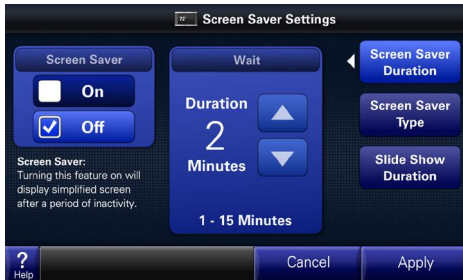 Screen Saver Settings
Screen Saver
On
Off
Screen Saver:
Turning this feature on will
display simplified screen
after a period of inactivity.
Wait
Duration
2
Minutes
1 - 15 Minutes
Screen Saver
Duration
Screen Saver
Type
Slide Show
Duration
?
Help
Cancel
Apply